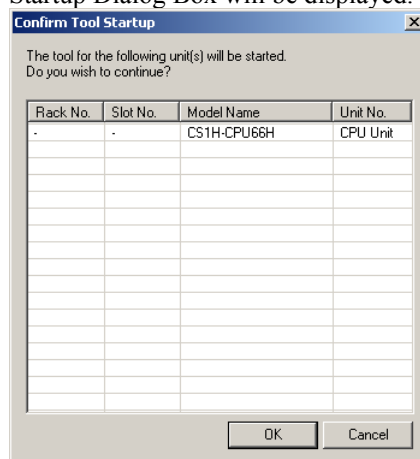 Startup Dialog Box will be displayed.
Confirm Tool Startup
The tool for the following unit(s) will be started.
Do you wish to continue?
Rack No. Slot No. Model Name Unit No.
- - CS1H-CPU66H CPU Unit
OK Cancel